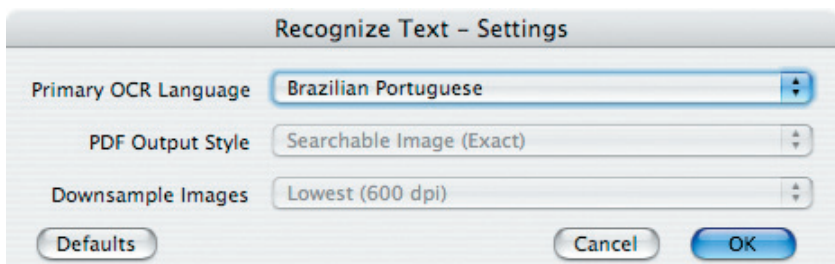 Recognize Text – Settings
Primary OCR Language Brazilian Portuguese
PDF Output Style Searchable Image (Exact)
Downsample Images Lowest (600 dpi)
Defaults Cancel OK